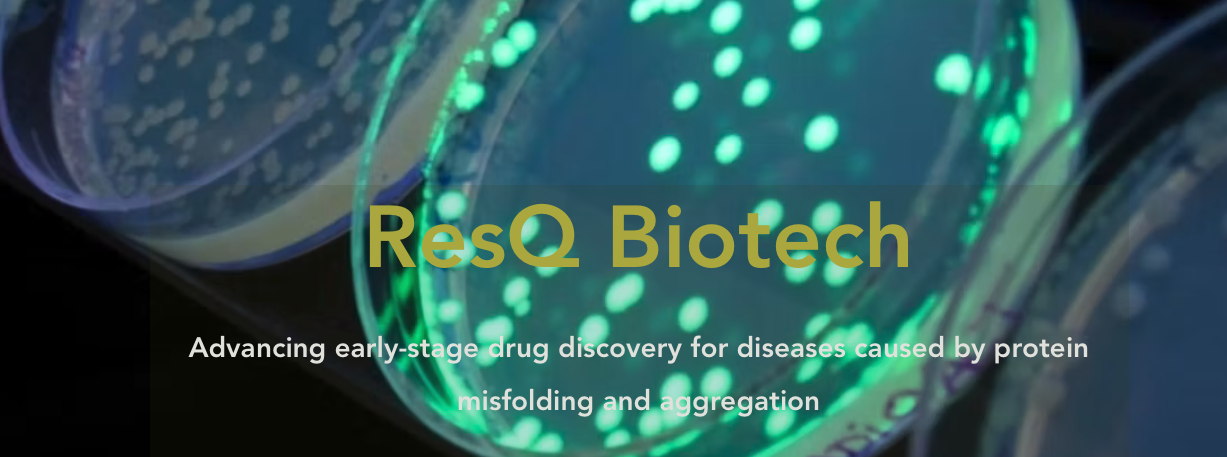 ResQ Biotech
Advancing early-stage drug discovery for diseases caused by protein
misfolding and aggregation